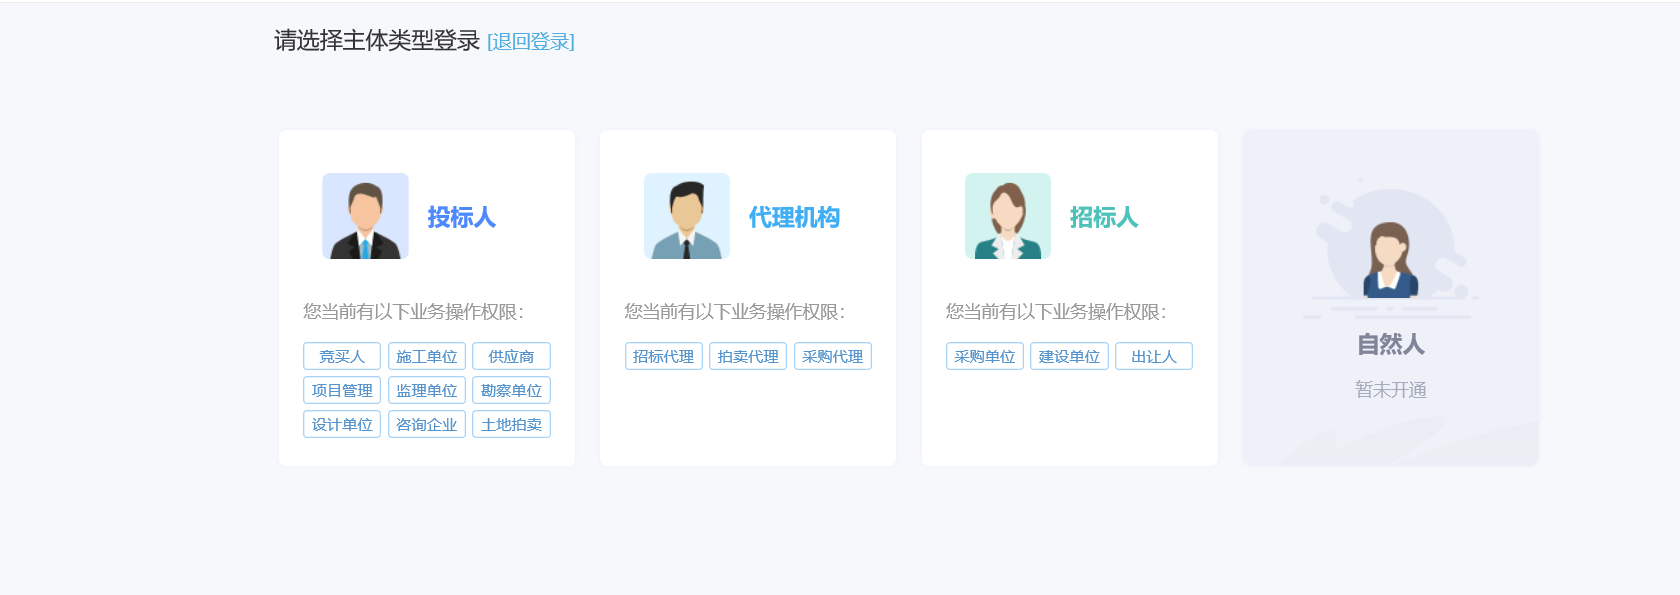 请选择主体类型登录 [退回登录]
投标人
您当前有以下业务操作权限：
竞买人 施工单位 供应商
项目管理 监理单位 勘察单位
设计单位 咨询企业 土地拍卖
代理机构
您当前有以下业务操作权限：
招标代理 拍卖代理 采购代理
招标人
您当前有以下业务操作权限：
采购单位 建设单位 出让人
自然人
暂未开通